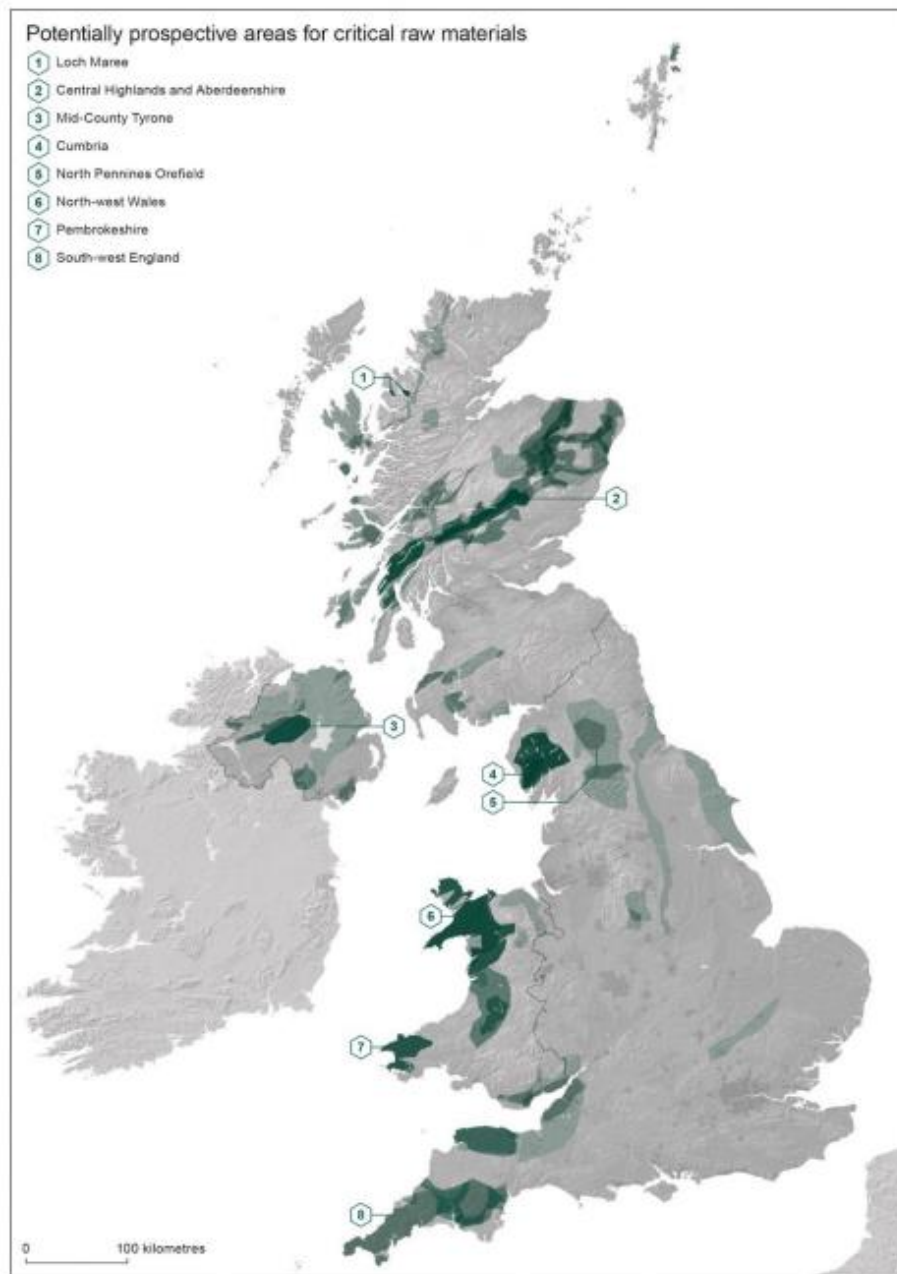 Potentially prospective areas for critical raw materials
1 Loch Maree
2 Central Highlands and Aberdeenshire
3 Mid-County Tyrone
4 Cumbria
5 North Pennines Orefield
6 North-west Wales
7 Pembrokeshire
8 South-west England
1
2
3
4
5
6
7
8
0 100 kilometres